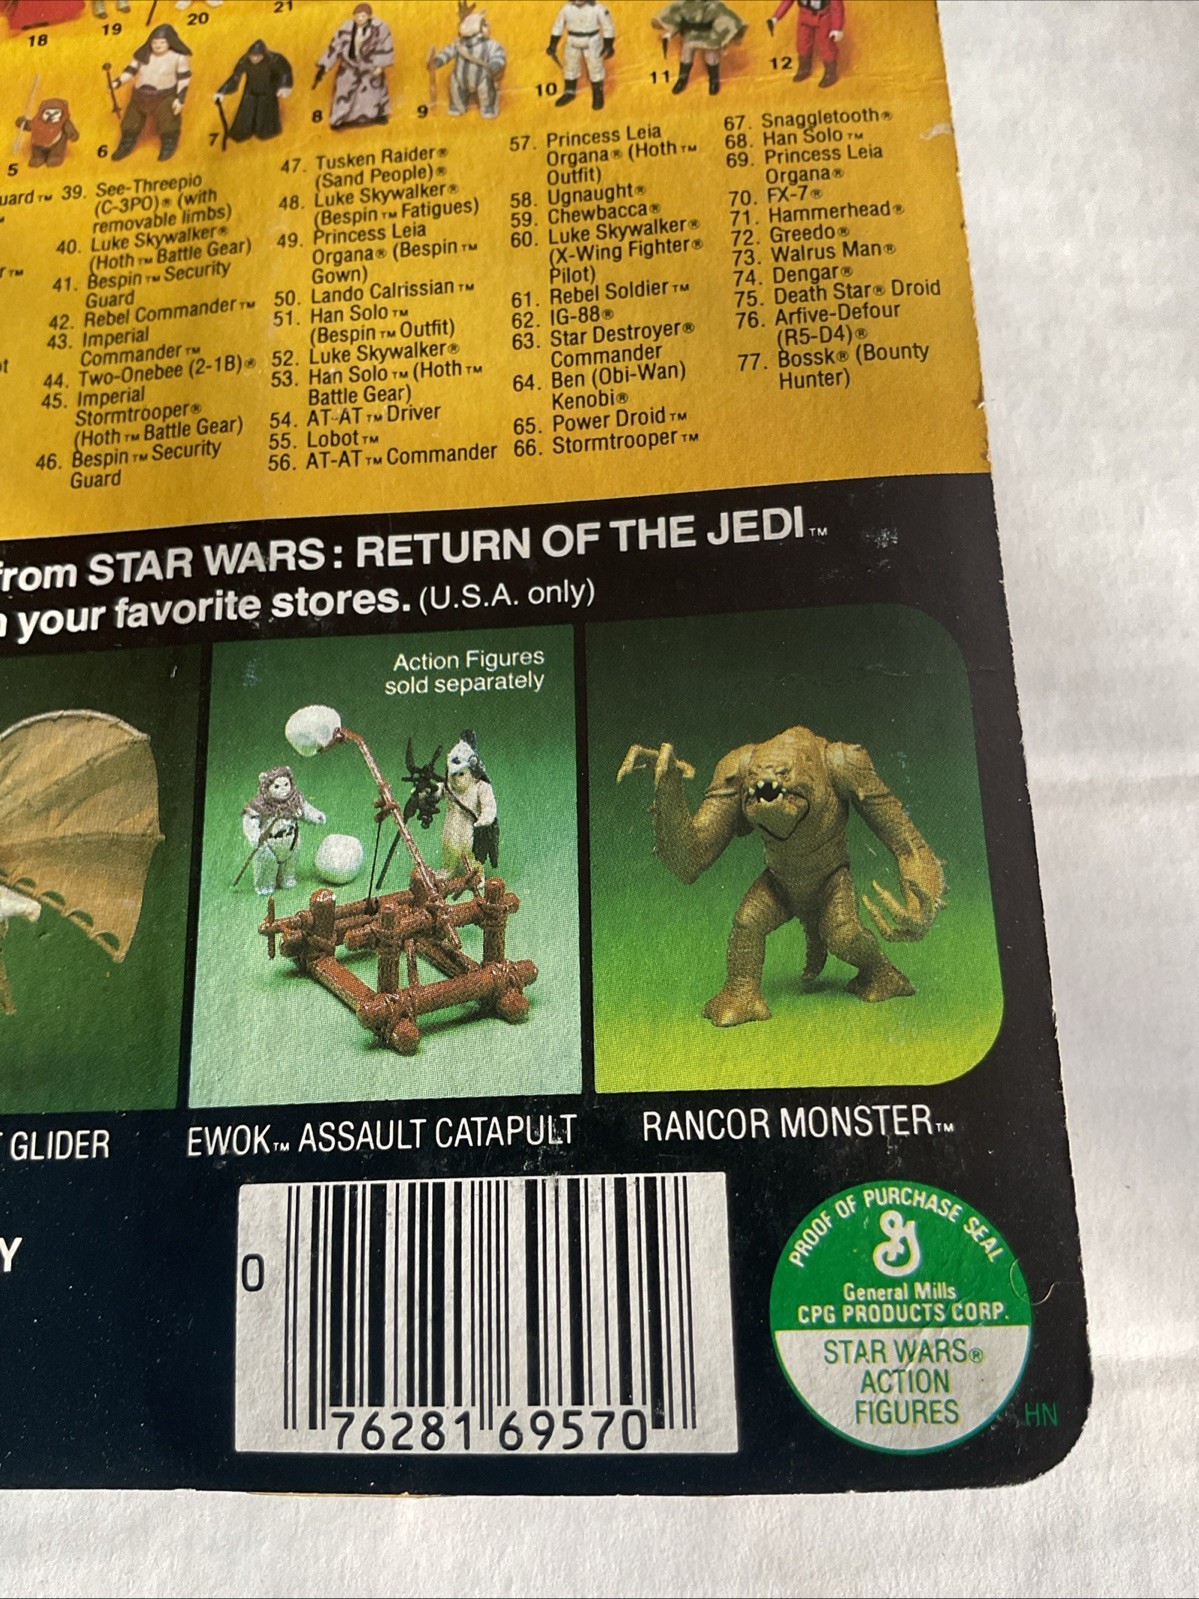 18
19
20
21
5
6
7
8
9
10
11
12
uard™
39. See-Threepio
(C-3PO)® (with
removable limbs)
40. Luke Skywalker®
(Hoth™ Battle Gear)
41. Bespin™ Security
Guard
42. Rebel Commander™
43. Imperial
Commander™
44. Two-Onebee (2-1B)®
45. Imperial
Stormtrooper®
(Hoth™ Battle Gear)
46. Bespin™ Security
Guard
47. Tusken Raider®
(Sand People)®
48. Luke Skywalker®
(Bespin™ Fatigues)
49. Princess Leia
Organa® (Bespin™
Gown)
50. Lando Calrissian™
51. Han Solo™
(Bespin™ Outfit)
52. Luke Skywalker®
53. Han Solo™ (Hoth™
Battle Gear)
54. AT-AT™ Driver
55. Lobot™
56. AT-AT™ Commander
57. Princess Leia
Organa® (Hoth™
Outfit)
58. Ugnaught®
59. Chewbacca®
60. Luke Skywalker®
(X-Wing Fighter®
Pilot)
61. Rebel Soldier™
62. IG-88®
63. Star Destroyer®
Commander
64. Ben (Obi-Wan)
Kenobi®
65. Power Droid™
66. Stormtrooper™
67. Snaggletooth®
68. Han Solo™
69. Princess Leia
Organa®
70. FX-7®
71. Hammerhead®
72. Greedo®
73. Walrus Man®
74. Dengar®
75. Death Star® Droid
76. Arfive-Defour
(R5-D4)®
77. Bossk® (Bounty
Hunter)
from STAR WARS: RETURN OF THE JEDI™
your favorite stores. (U.S.A. only)
Action Figures
sold separately
GLIDER
EWOK™ ASSAULT CATAPULT
RANCOR MONSTER™
Y
0
76281 69570
PROOF OF PURCHASE SEAL
G
General Mills
CPG PRODUCTS CORP.
STAR WARS®
ACTION
FIGURES
HN